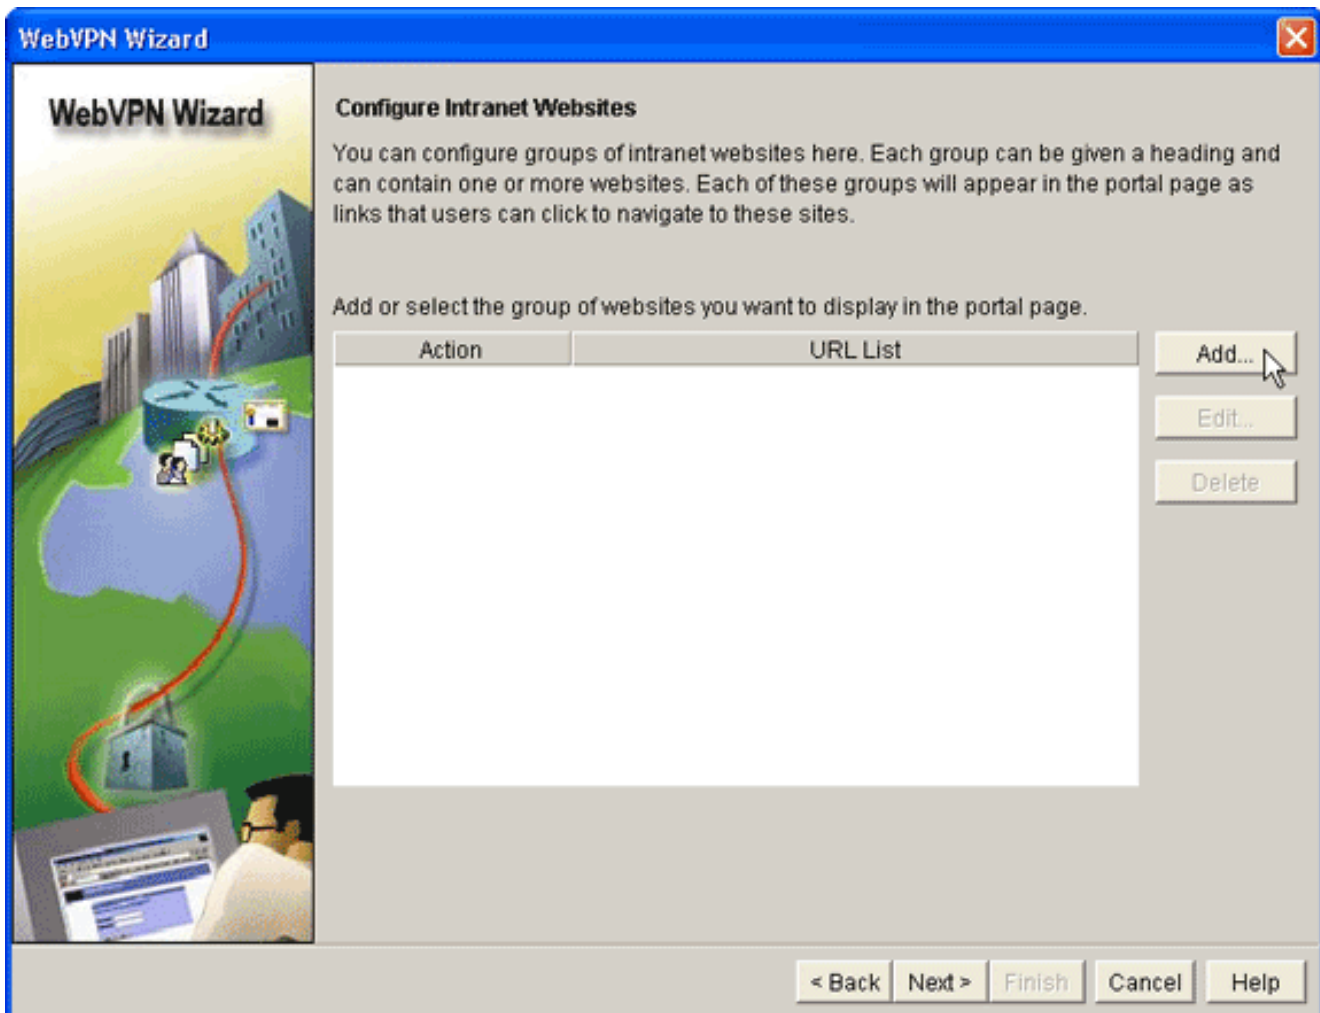 WebVPN Wizard
WebVPN Wizard
Configure Intranet Websites
You can configure groups of intranet websites here. Each group can be given a heading and
can contain one or more websites. Each of these groups will appear in the portal page as
links that users can click to navigate to these sites.
Add or select the group of websites you want to display in the portal page.
Action URL List
Add...
Edit...
Delete
< Back Next > Finish Cancel Help